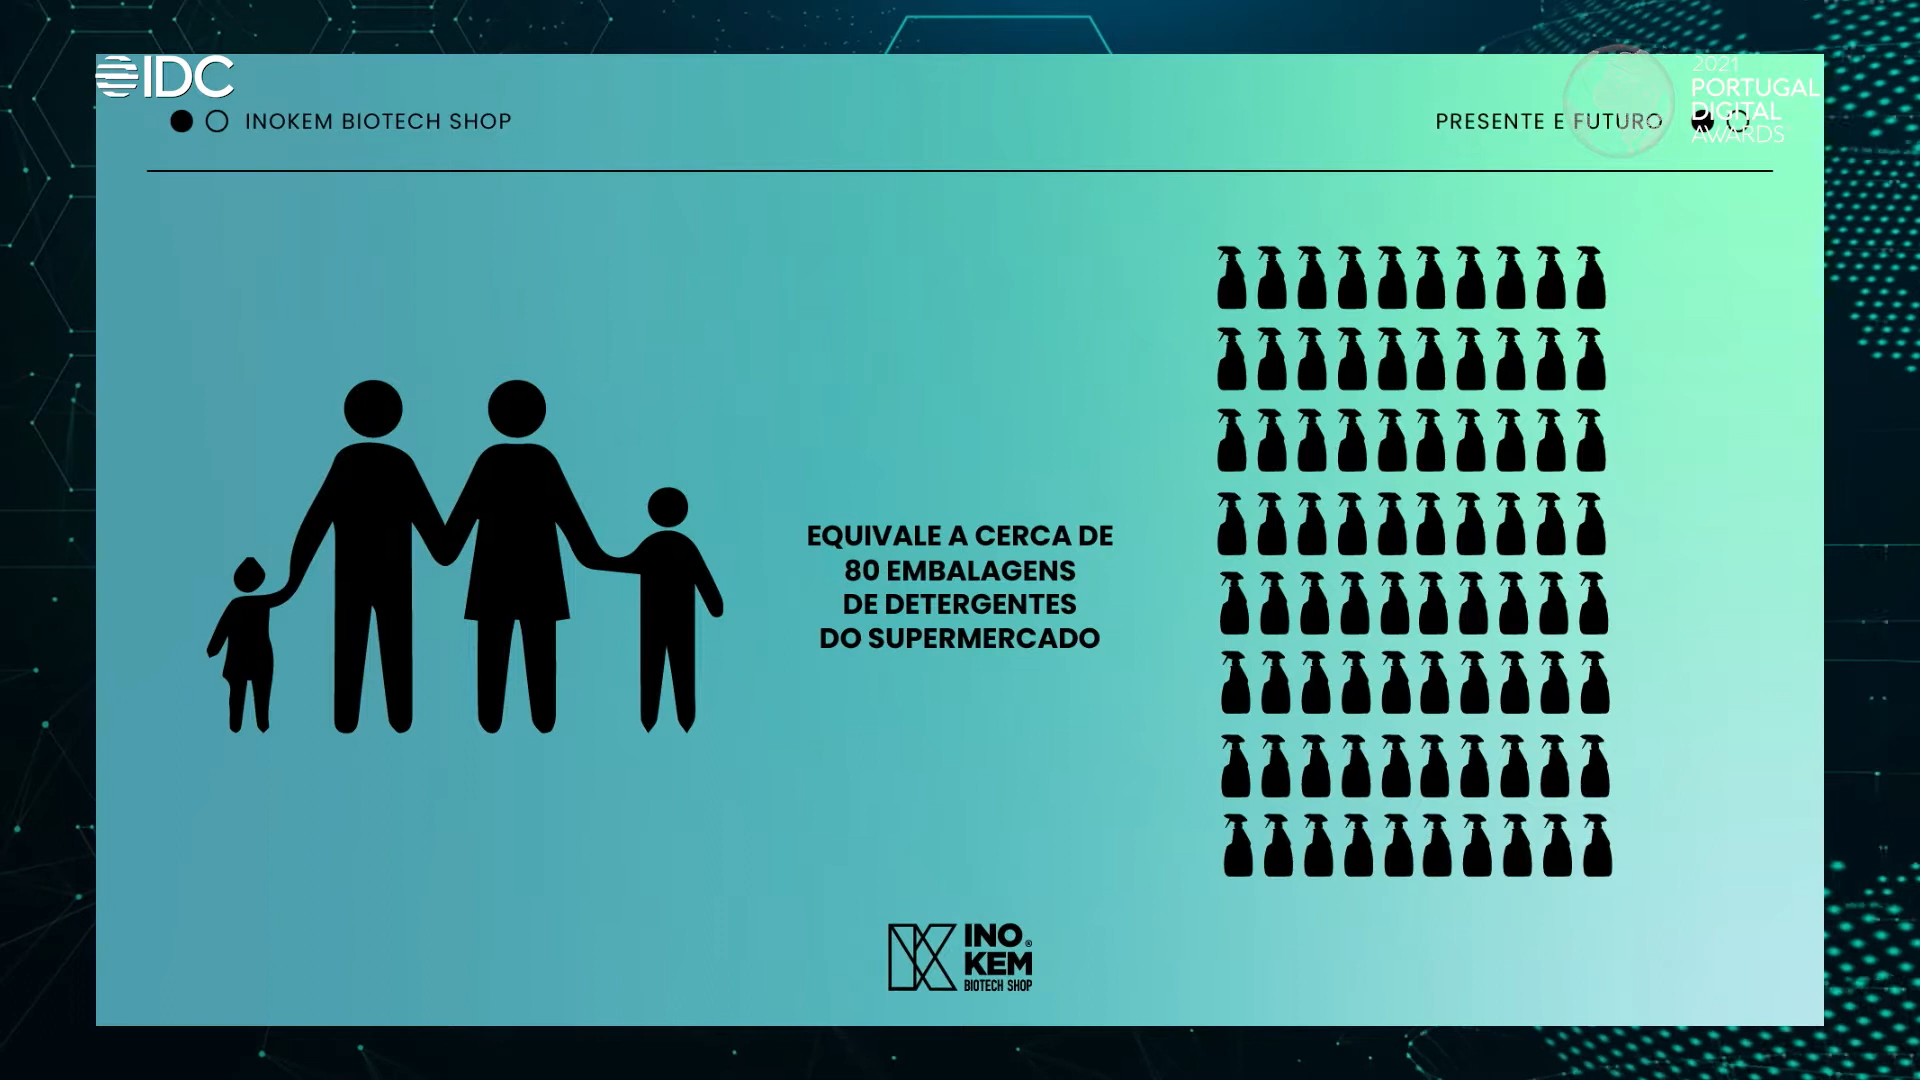 IDC
INOKEM BIOTECH SHOP
PRESENTE E FUTURO
2021
PORTUGAL
DIGITAL
AWARDS
EQUIVALE A CERCA DE
80 EMBALAGENS
DE DETERGENTES
DO SUPERMERCADO
INO®
KEM
BIOTECH SHOP